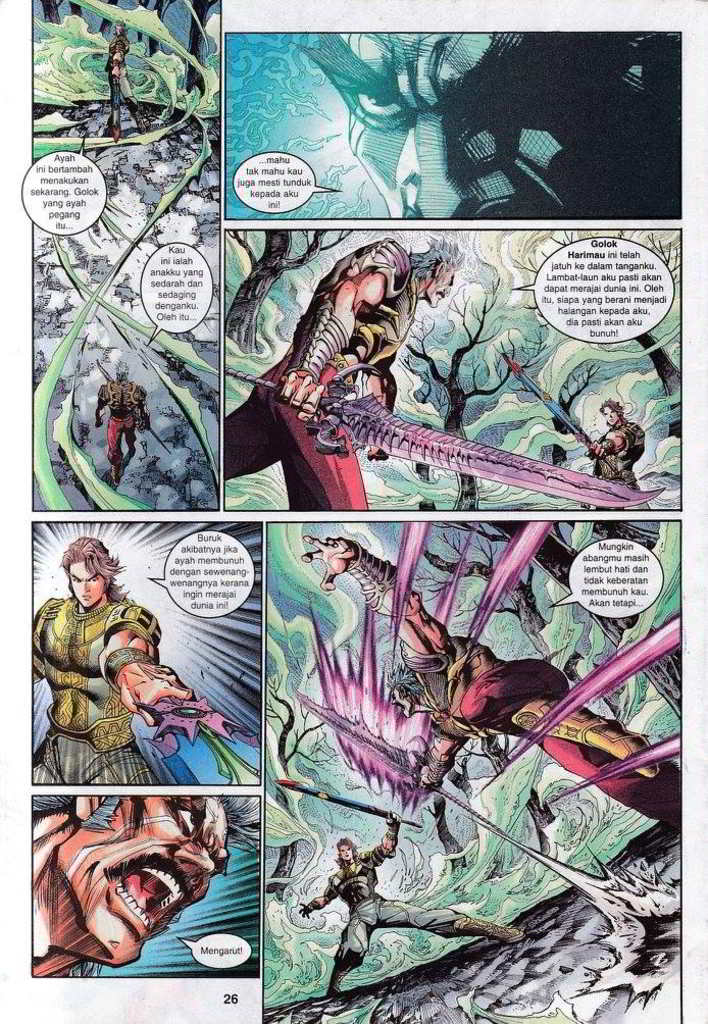 Ayah
ini bertambah
menakukan
sekarang. Golok
yang ayah
pegang
itu...
Kau
ini ialah
anakku yang
sedarah dan
sedaging
denganku.
Oleh itu...
...mahu
tak mahu kau
juga mesti tunduk
kepada aku
ini!
Golok
Harimau ini telah
jatuh ke dalam tanganku.
Lambat-laun aku pasti akan
dapat merajai dunia ini. Oleh
itu, siapa yang berani menjadi
halangan kepada aku,
dia pasti akan aku
bunuh!
Buruk
akibatnya jika
ayah membunuh
dengan sewenang-
wenangnya kerana
ingin merajai
dunia ini!
Mengarut!
Mungkin
abangmu masih
lembut hati dan
tidak keberatan
membunuh kau.
Akan tetapi...
26